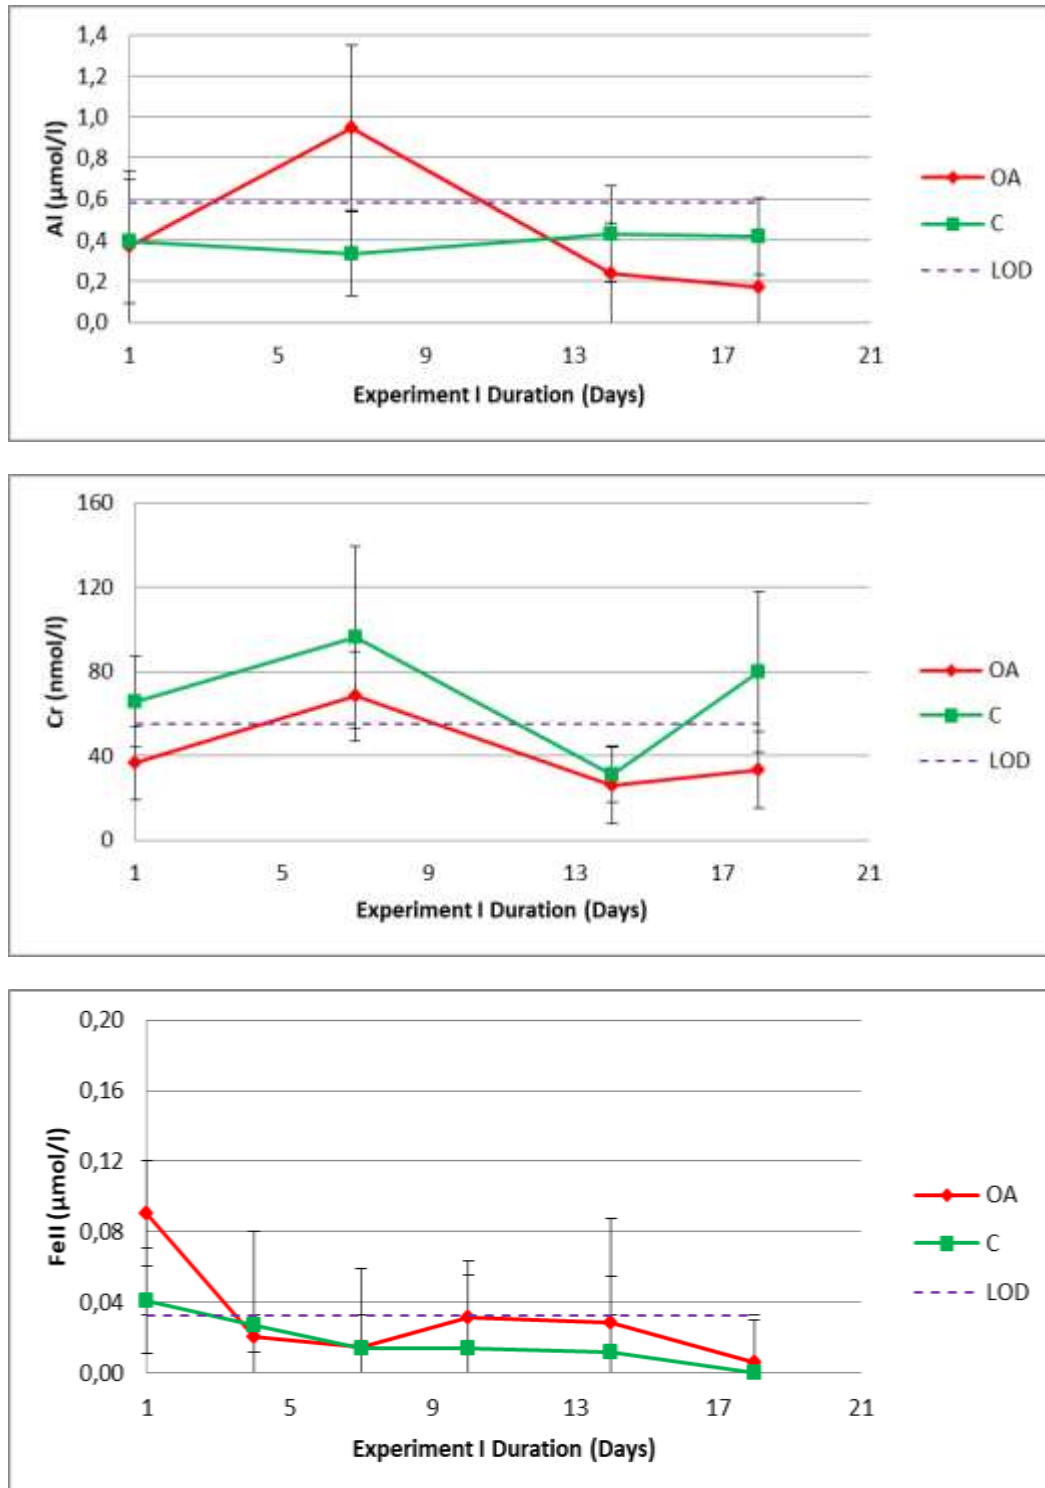 1,4
1,2
1,0
0,8
0,6
0,4
0,2
0,0
Al (µmol/l)
1 5 9 13 17 21
Experiment I Duration (Days)
OA
C
LOD
160
120
80
40
0
Cr (nmol/l)
1 5 9 13 17 21
Experiment I Duration (Days)
OA
C
LOD
0,20
0,16
0,12
0,08
0,04
0,00
FeII (µmol/l)
1 5 9 13 17 21
Experiment I Duration (Days)
OA
C
LOD